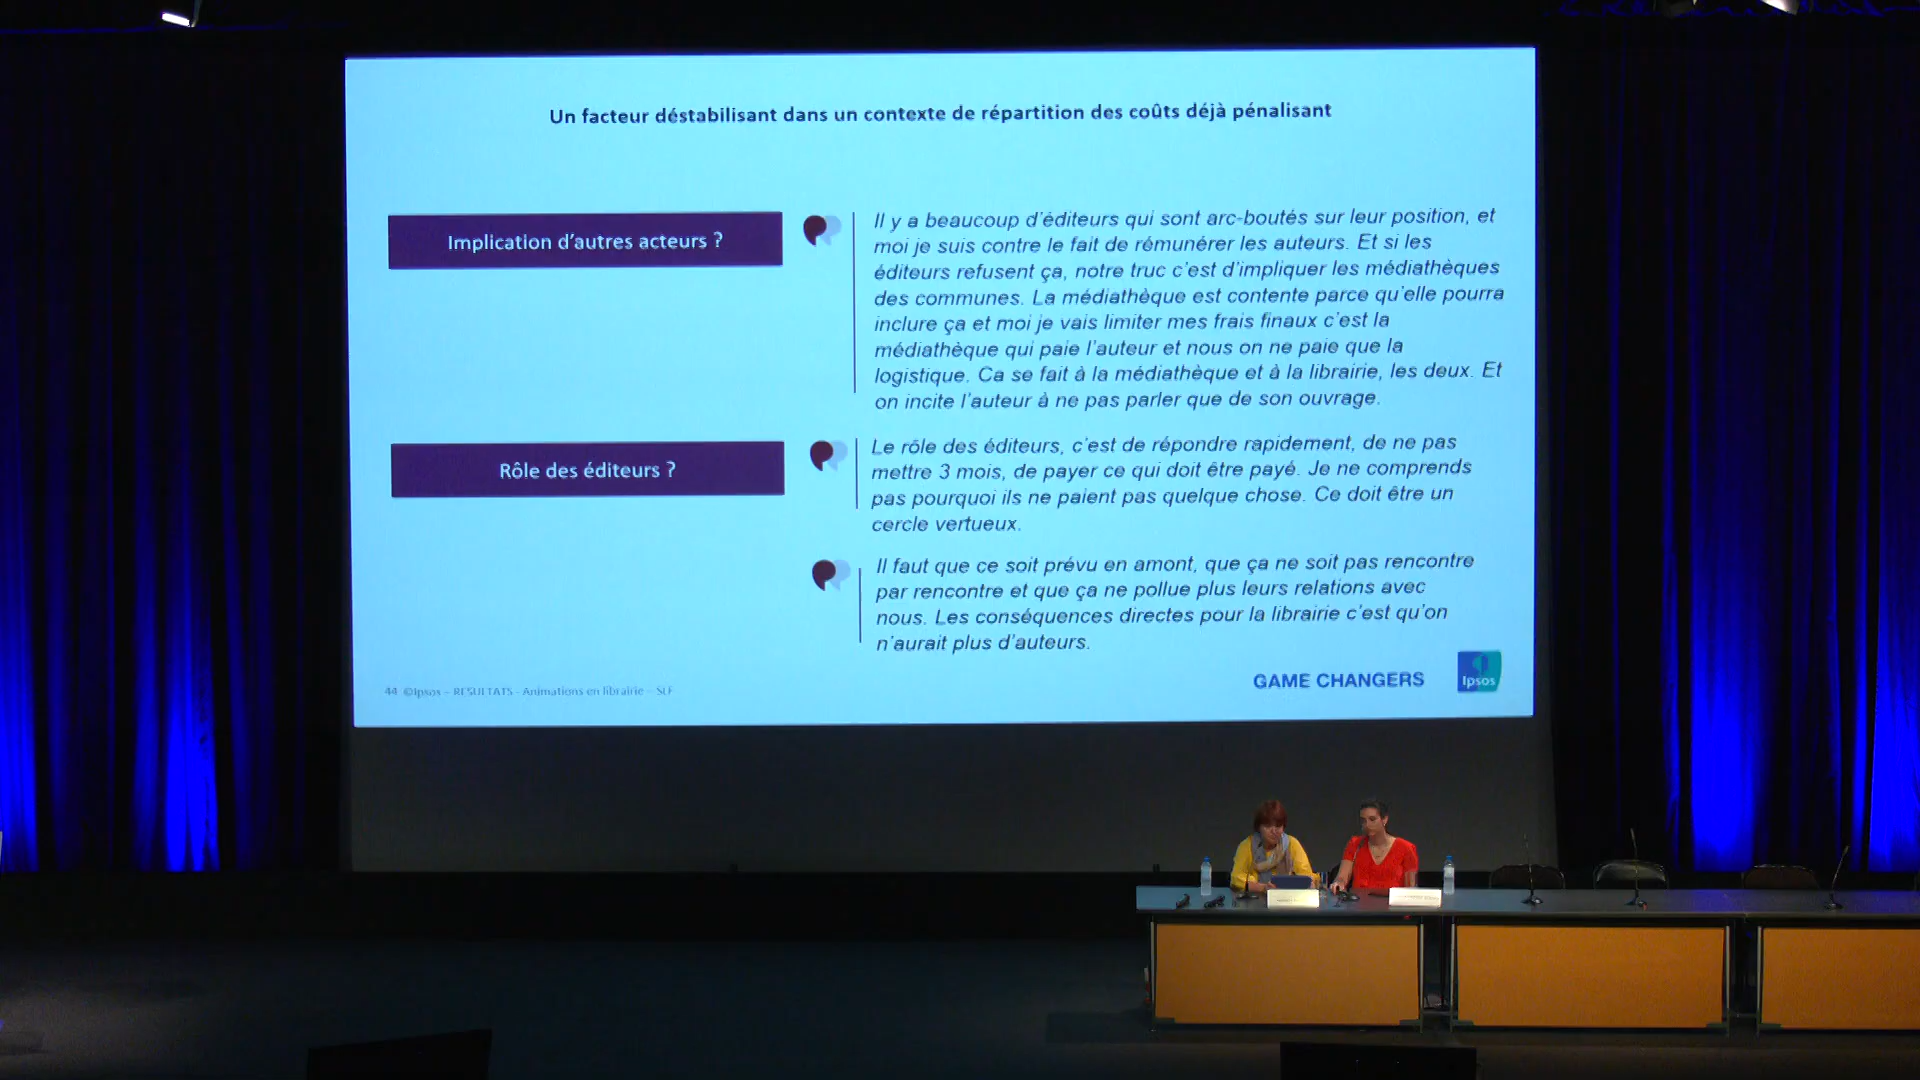 Un facteur déstabilisant dans un contexte de répartition des coûts déjà pénalisant
Implication d'autres acteurs ?
Il y a beaucoup d'éditeurs qui sont arc-boutés sur leur position, et
moi je suis contre le fait de rémunérer les auteurs. Et si les
éditeurs refusent ça, notre truc c'est d'impliquer les médiathèques
des communes. La médiathèque est contente parce qu'elle pourra
inclure ça et moi je vais limiter mes frais finaux c'est la
médiathèque qui paie l'auteur et nous on ne paie que la
logistique. Ca se fait à la médiathèque et à la librairie, les deux. Et
on incite l'auteur à ne pas parler que de son ouvrage.
Rôle des éditeurs ?
Le rôle des éditeurs, c'est de répondre rapidement, de ne pas
mettre 3 mois, de payer ce qui doit être payé. Je ne comprends
pas pourquoi ils ne paient pas quelque chose. Ce doit être un
cercle vertueux.
Il faut que ce soit prévu en amont, que ça ne soit pas rencontre
par rencontre et que ça ne pollue plus leurs relations avec
nous. Les conséquences directes pour la librairie c'est qu'on
n'aurait plus d'auteurs.
44 ©Ipsos – RESULTATS - Animations en librairie – SLF
GAME CHANGERS
Ipsos